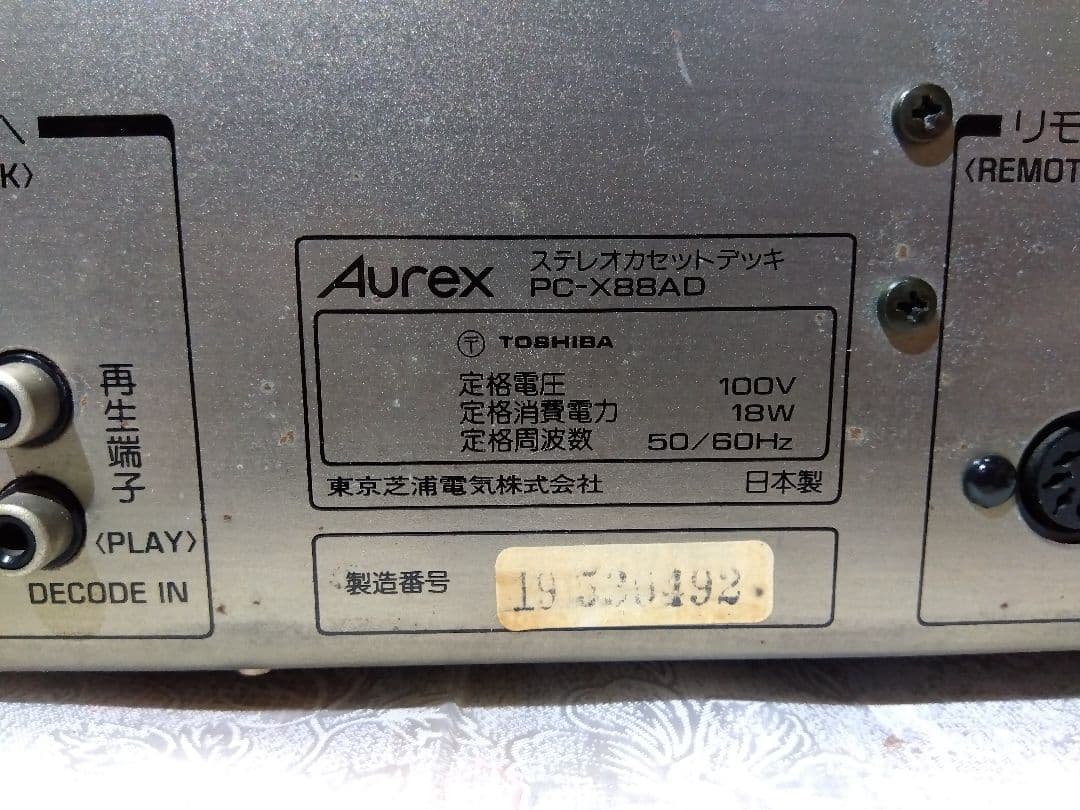 K〉
再生端子
〈PLAY〉
DECODE IN
Aurex ステレオカセットデッキ
PC-X88AD
〒 TOSHIBA
定格電圧 100V
定格消費電力 18W
定格周波数 50/60Hz
東京芝浦電気株式会社 日本製
製造番号 19530492
リモ
〈REMOT